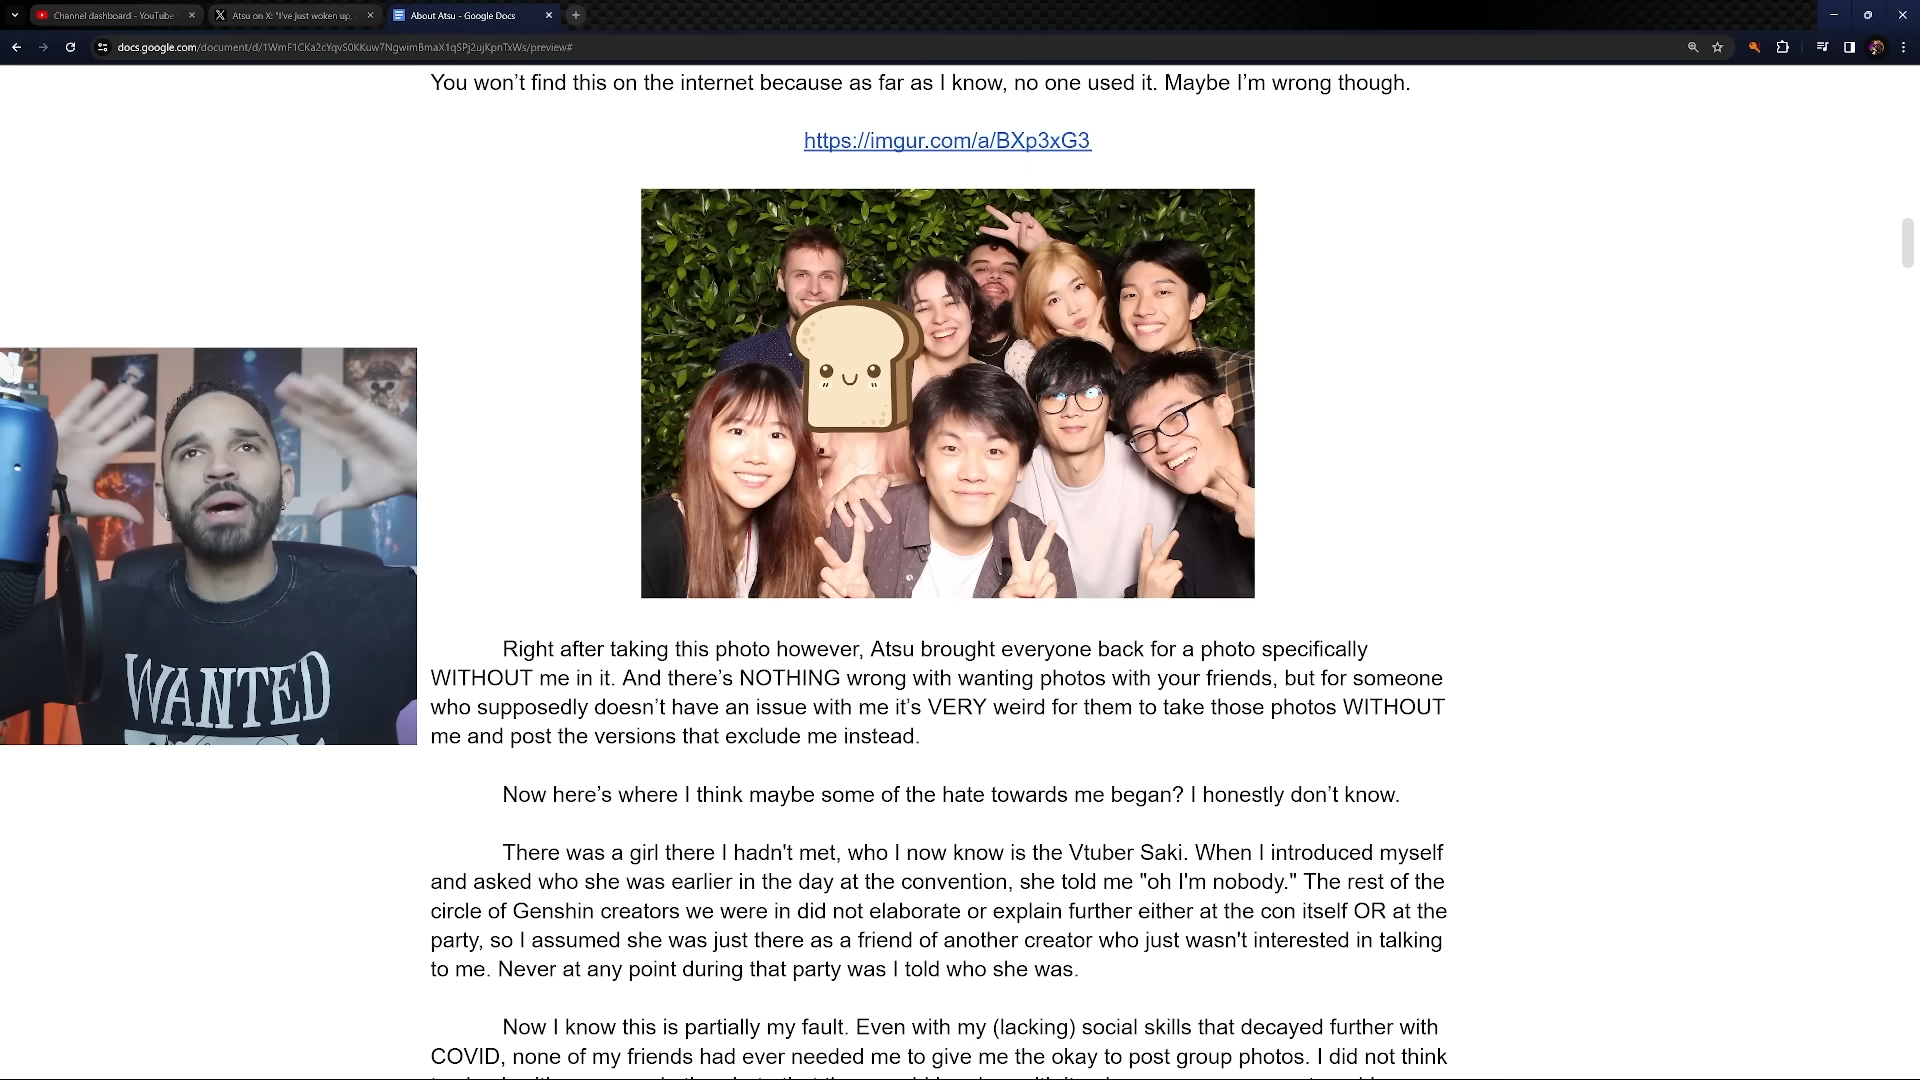 Channel dashboard - YouTube
Atsu on X: "I've just woken up,
About Atsu - Google Docs
docs.google.com/document/d/1WmF1CKa2cYqvS0KKuw7NgwimBmaX1qSPj2ujKpnTxWs/preview#
You won’t find this on the internet because as far as I know, no one used it. Maybe I’m wrong though.
https://imgur.com/a/BXp3xG3
WANTED
Right after taking this photo however, Atsu brought everyone back for a photo specifically
WITHOUT me in it. And there’s NOTHING wrong with wanting photos with your friends, but for someone
who supposedly doesn’t have an issue with me it’s VERY weird for them to take those photos WITHOUT
me and post the versions that exclude me instead.
Now here’s where I think maybe some of the hate towards me began? I honestly don’t know.
There was a girl there I hadn't met, who I now know is the Vtuber Saki. When I introduced myself
and asked who she was earlier in the day at the convention, she told me "oh I'm nobody." The rest of the
circle of Genshin creators we were in did not elaborate or explain further either at the con itself OR at the
party, so I assumed she was just there as a friend of another creator who just wasn't interested in talking
to me. Never at any point during that party was I told who she was.
Now I know this is partially my fault. Even with my (lacking) social skills that decayed further with
COVID, none of my friends had ever needed me to give me the okay to post group photos. I did not think